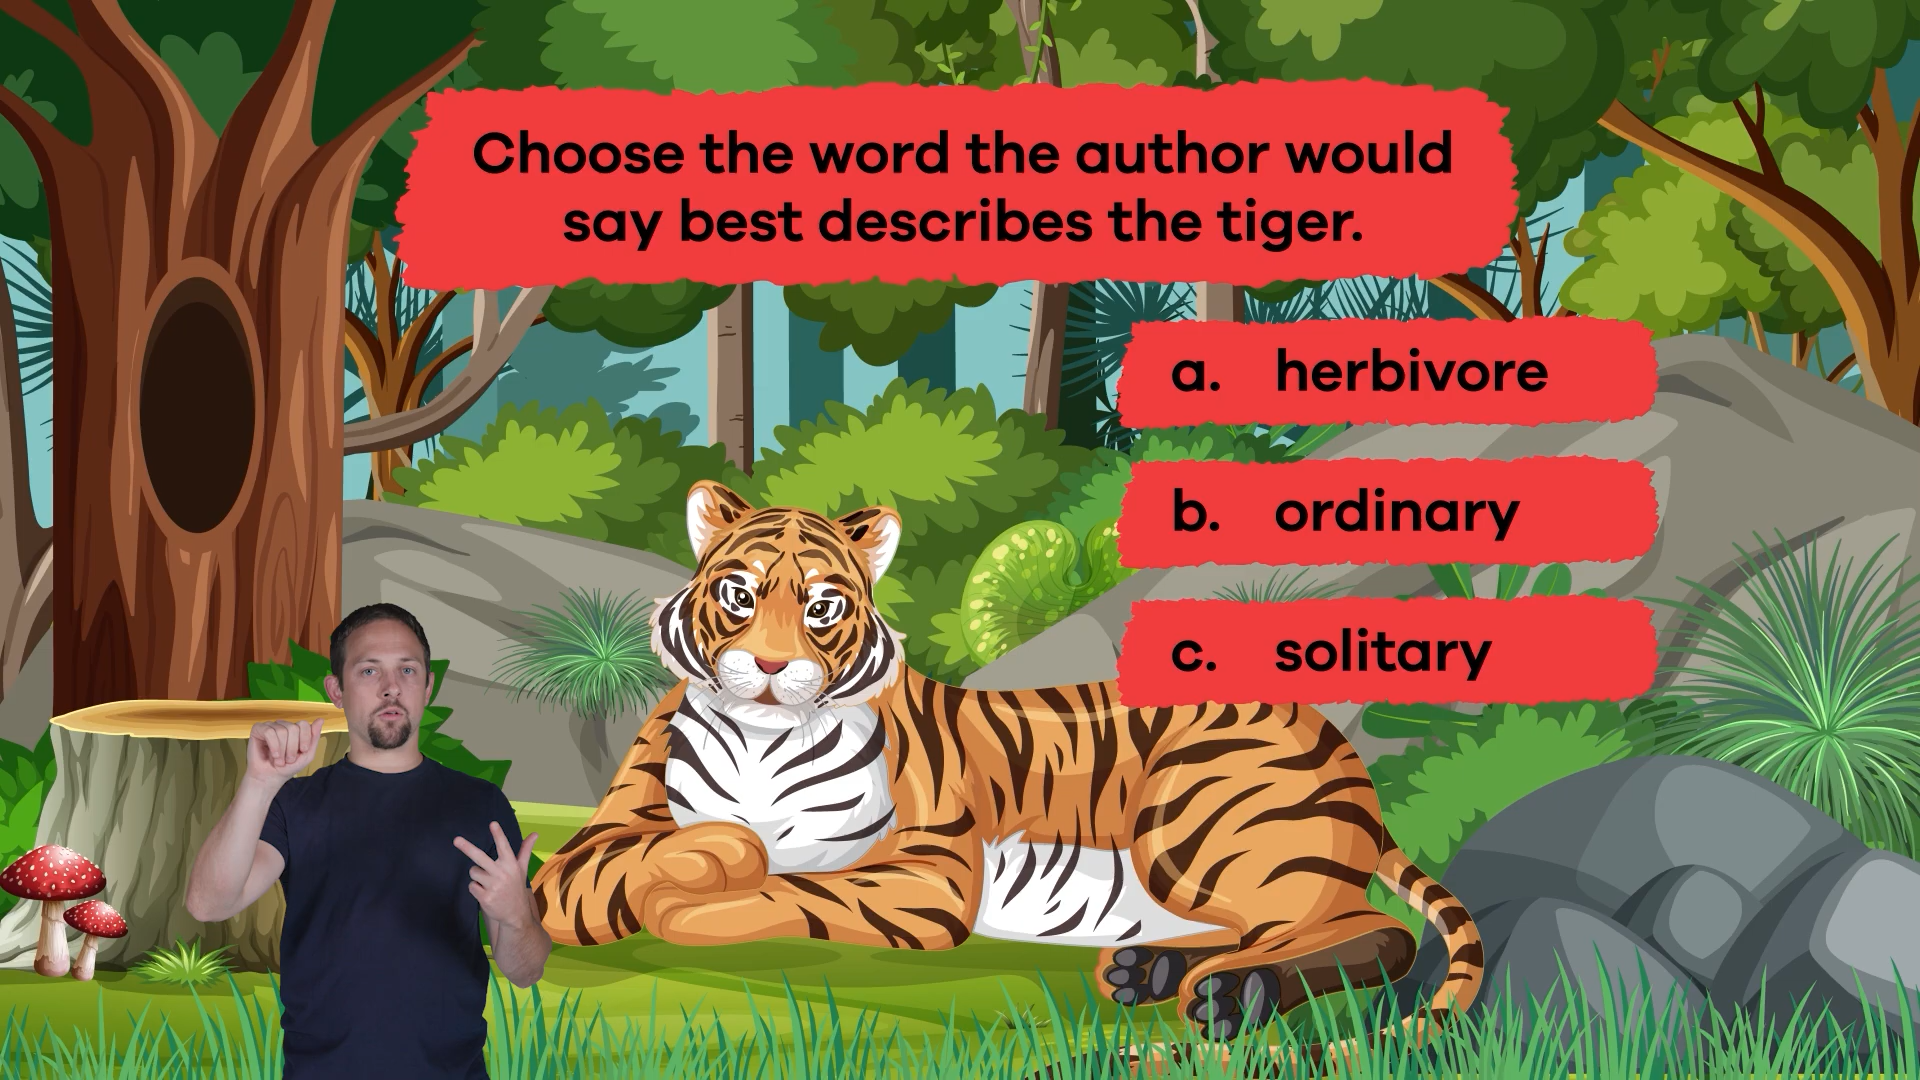 Choose the word the author would
say best describes the tiger.
a. herbivore
b. ordinary
c. solitary